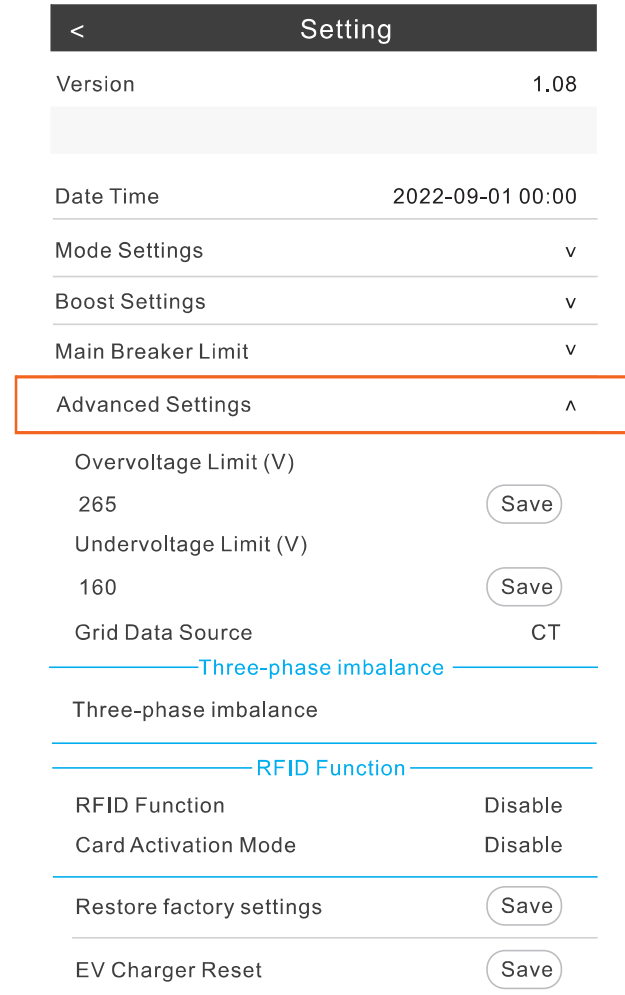 < Setting
Version 1.08
Date Time 2022-09-01 00:00
Mode Settings v
Boost Settings v
Main Breaker Limit v
Advanced Settings ʌ
Overvoltage Limit (V)
265 Save
Undervoltage Limit (V)
160 Save
Grid Data Source CT
Three-phase imbalance
Three-phase imbalance
RFID Function
RFID Function Disable
Card Activation Mode Disable
Restore factory settings Save
EV Charger Reset Save